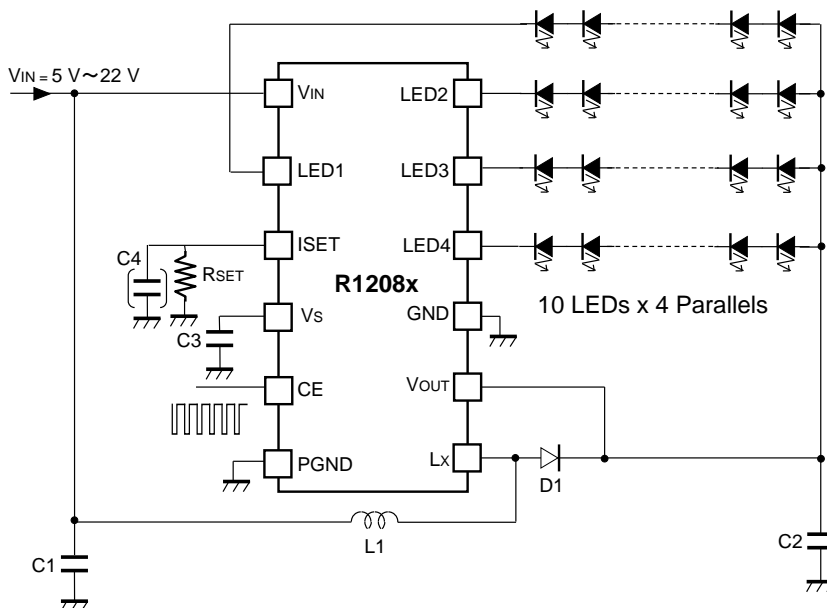 VIN = 5 V～22 V
VIN
LED1
ISET
VS
CE
PGND
LED2
LED3
LED4
GND
VOUT
LX
R1208x
C4
RSET
C3
10 LEDs x 4 Parallels
D1
L1
C1
C2